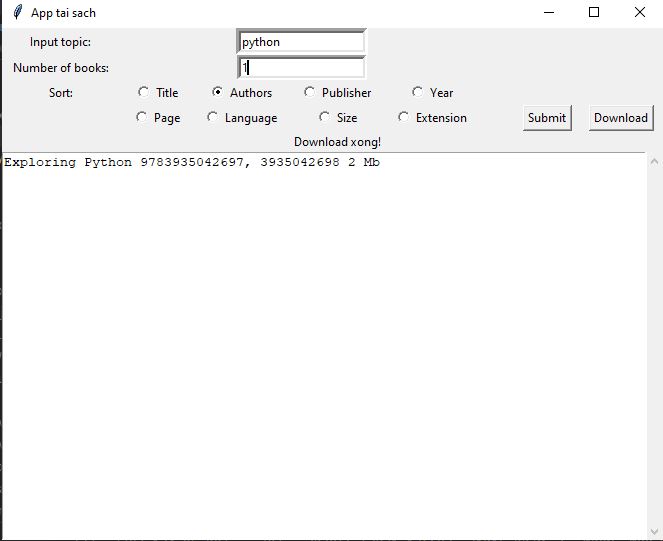 App tai sach
Input topic: python
Number of books: 1
Sort: Title Authors Publisher Year
Page Language Size Extension Submit Download
Download xong!
Exploring Python 9783935042697, 3935042698 2 Mb